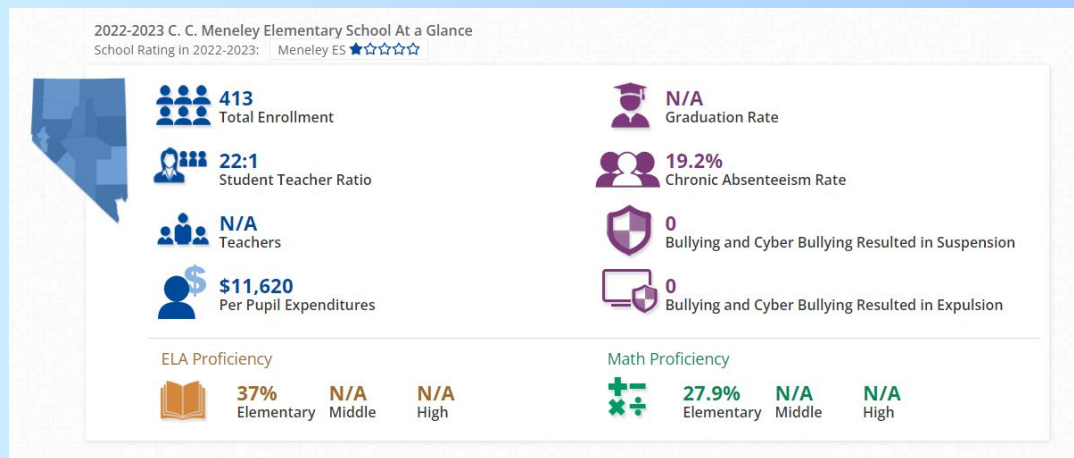 2022-2023 C. C. Meneley Elementary School At a Glance
School Rating in 2022-2023: Meneley ES
413
Total Enrollment
22:1
Student Teacher Ratio
N/A
Teachers
$11,620
Per Pupil Expenditures
N/A
Graduation Rate
19.2%
Chronic Absenteeism Rate
0
Bullying and Cyber Bullying Resulted in Suspension
0
Bullying and Cyber Bullying Resulted in Expulsion
ELA Proficiency
37% N/A N/A
Elementary Middle High
Math Proficiency
27.9% N/A N/A
Elementary Middle High